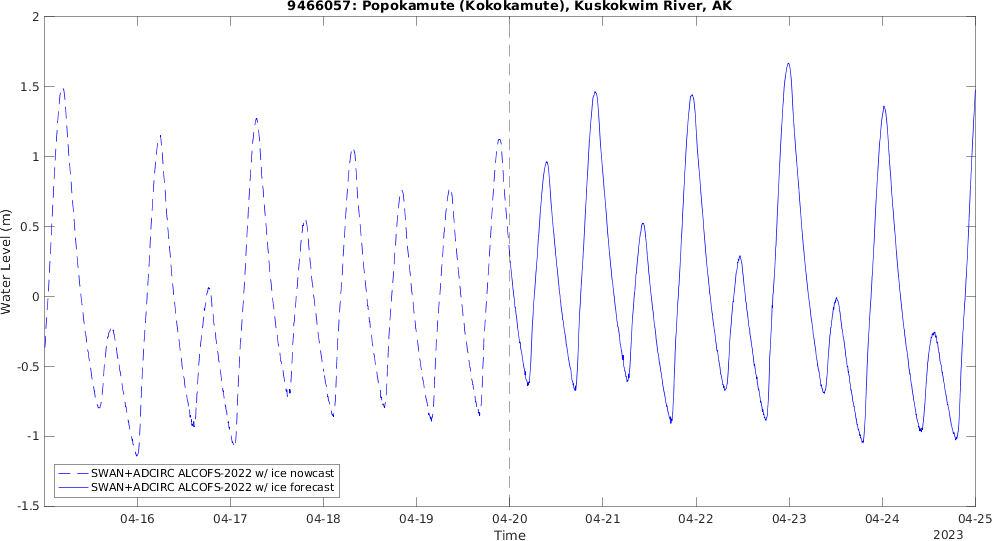 9466057: Popokamute (Kokokamute), Kuskokwim River, AK
2
1.5
1
0.5
0
-0.5
-1
-1.5
Water Level (m)
SWAN+ADCIRC ALCOFS-2022 w/ ice nowcast
SWAN+ADCIRC ALCOFS-2022 w/ ice forecast
04-16 04-17 04-18 04-19 04-20 04-21 04-22 04-23 04-24 04-25
Time
2023